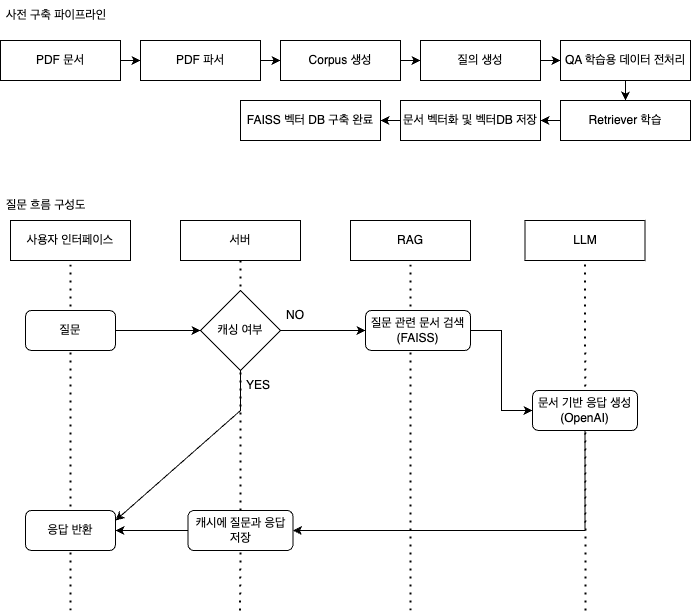 사전 구축 파이프라인
PDF 문서
PDF 파서
Corpus 생성
질의 생성
QA 학습용 데이터 전처리
FAISS 벡터 DB 구축 완료
문서 벡터화 및 벡터DB 저장
Retriever 학습
질문 흐름 구성도
사용자 인터페이스
서버
RAG
LLM
질문
캐싱 여부
NO
질문 관련 문서 검색
(FAISS)
YES
문서 기반 응답 생성
(OpenAI)
응답 반환
캐시에 질문과 응답
저장